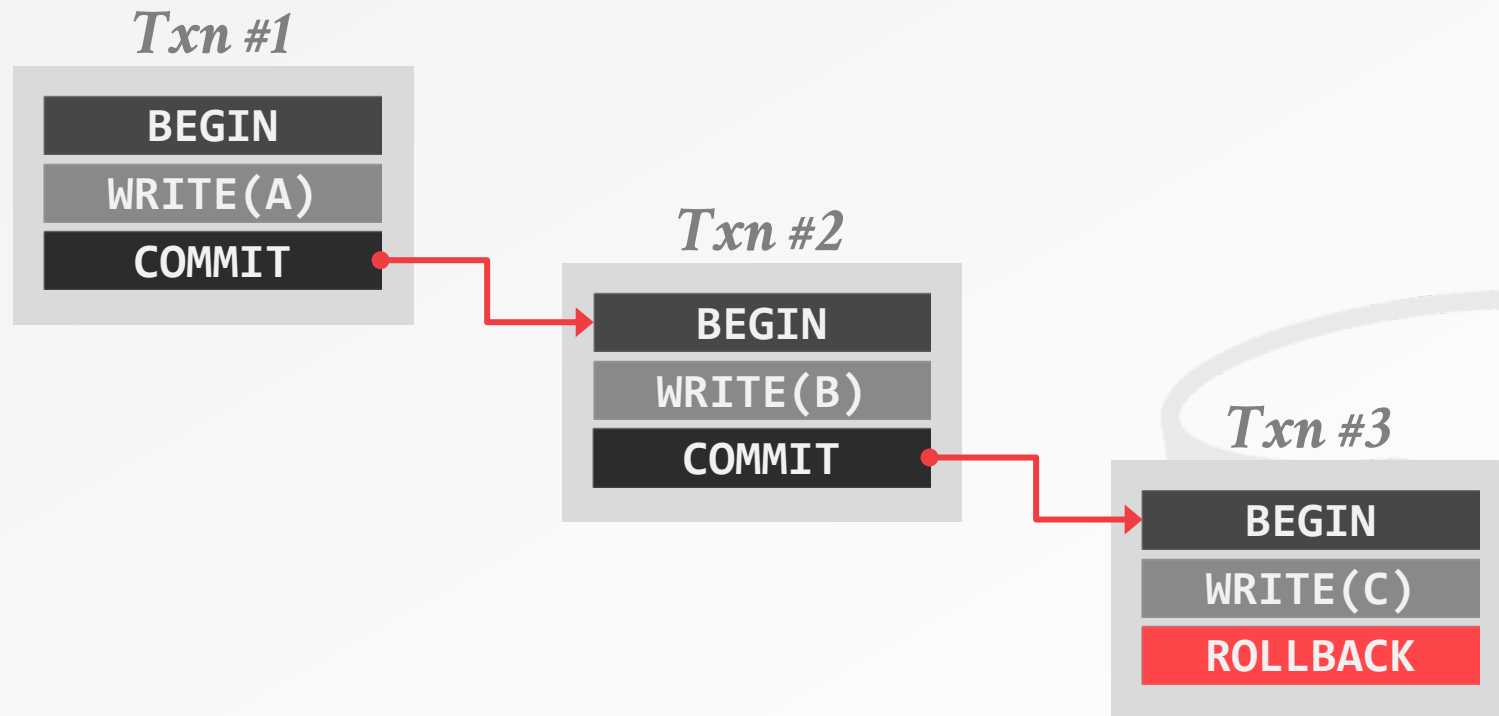 Txn #1
BEGIN
WRITE(A)
COMMIT
Txn #2
BEGIN
WRITE(B)
COMMIT
Txn #3
BEGIN
WRITE(C)
ROLLBACK